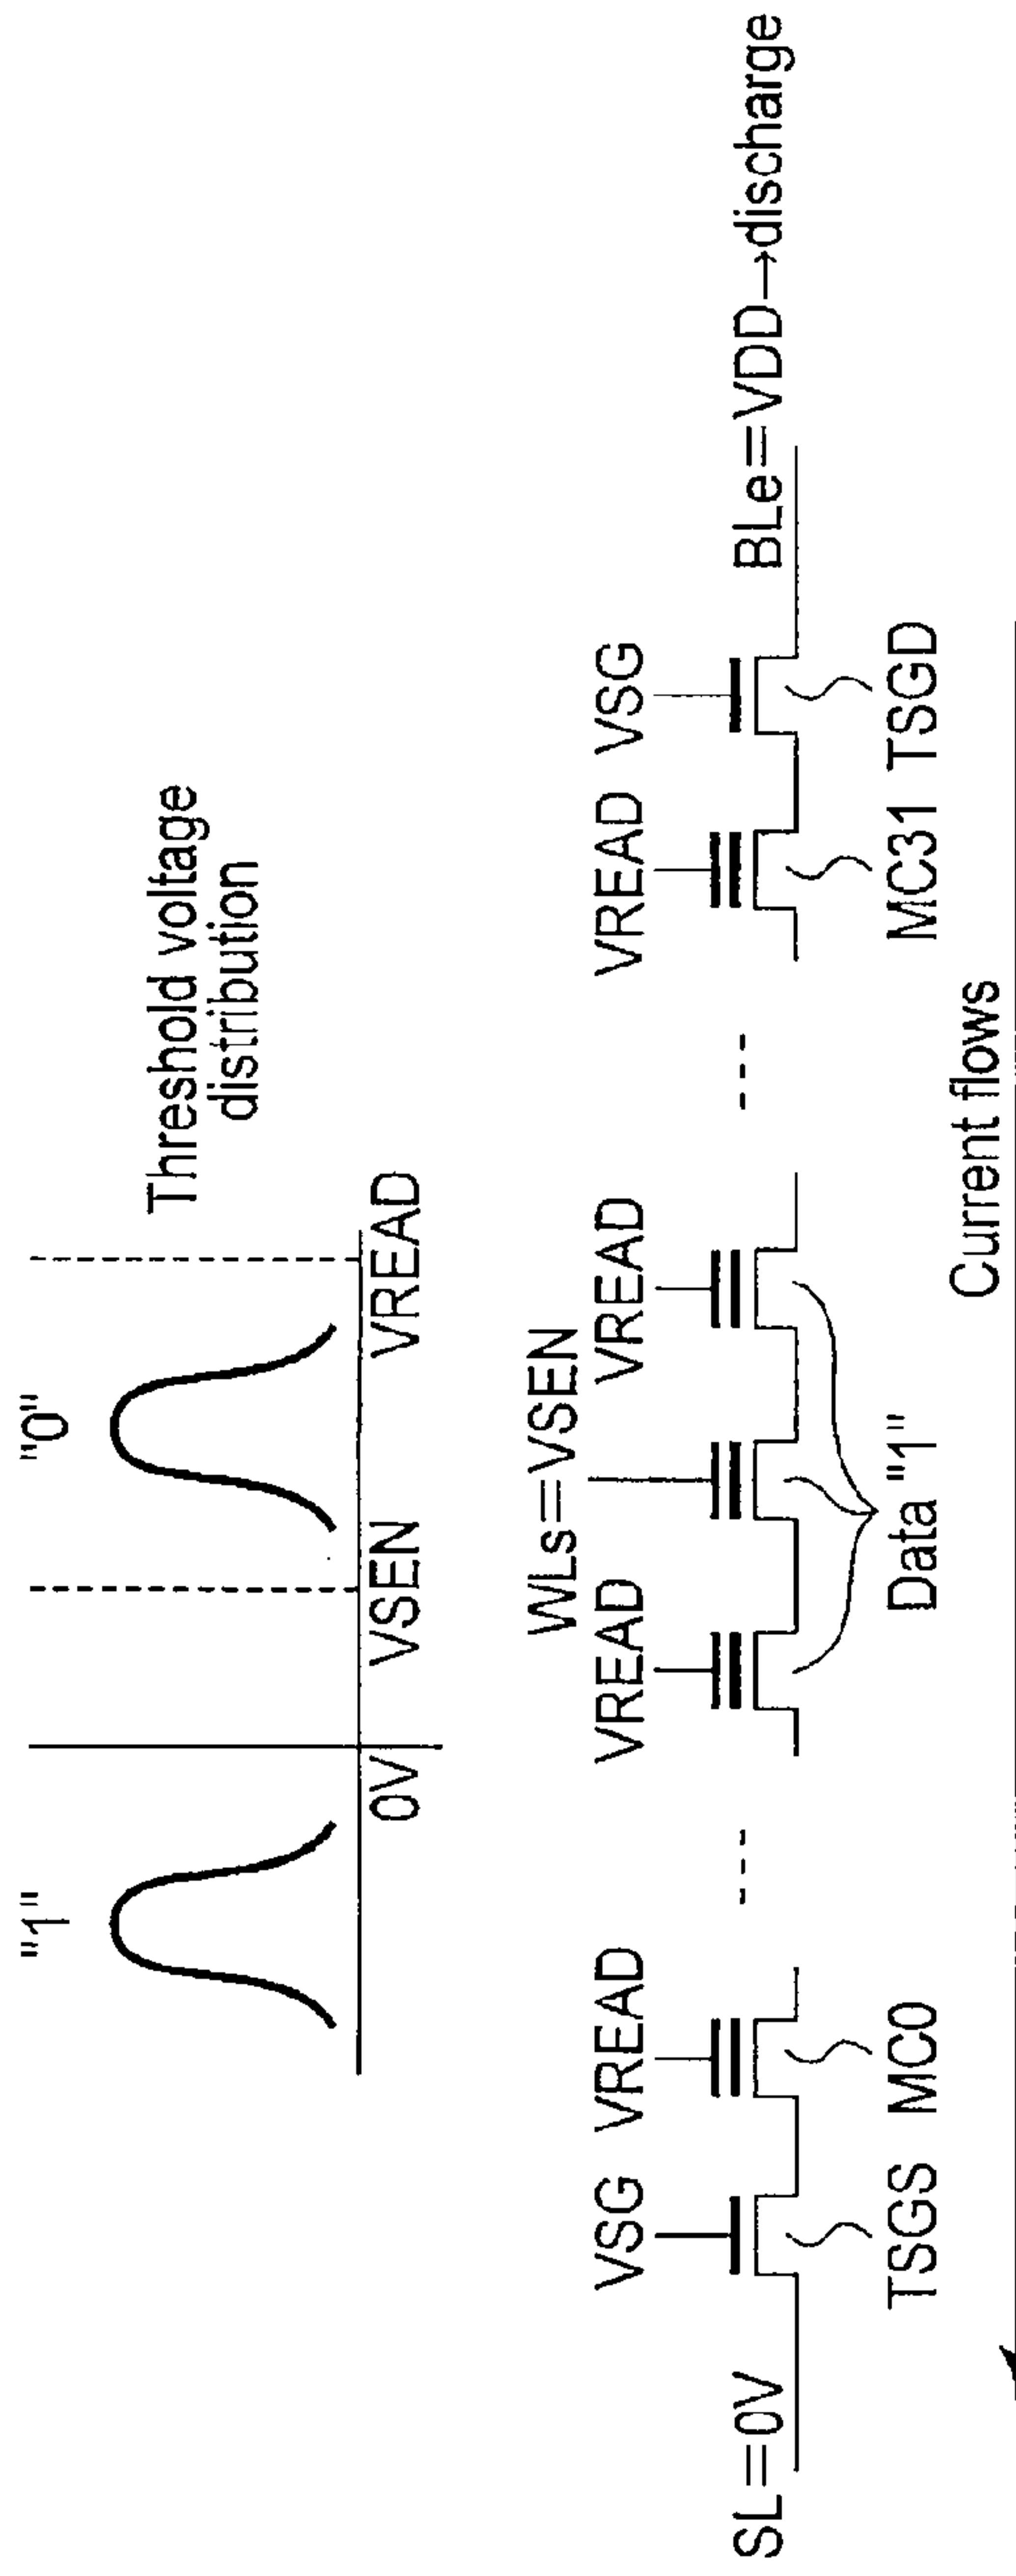 "1" "0"
Threshold voltage
distribution
0V VSEN VREAD
WLs=VSEN
VSG VREAD VREAD VREAD VREAD VSG
SL=0V BLe=VDD→discharge
TSGS MC0 Data "1" MC31 TSGD
Current flows